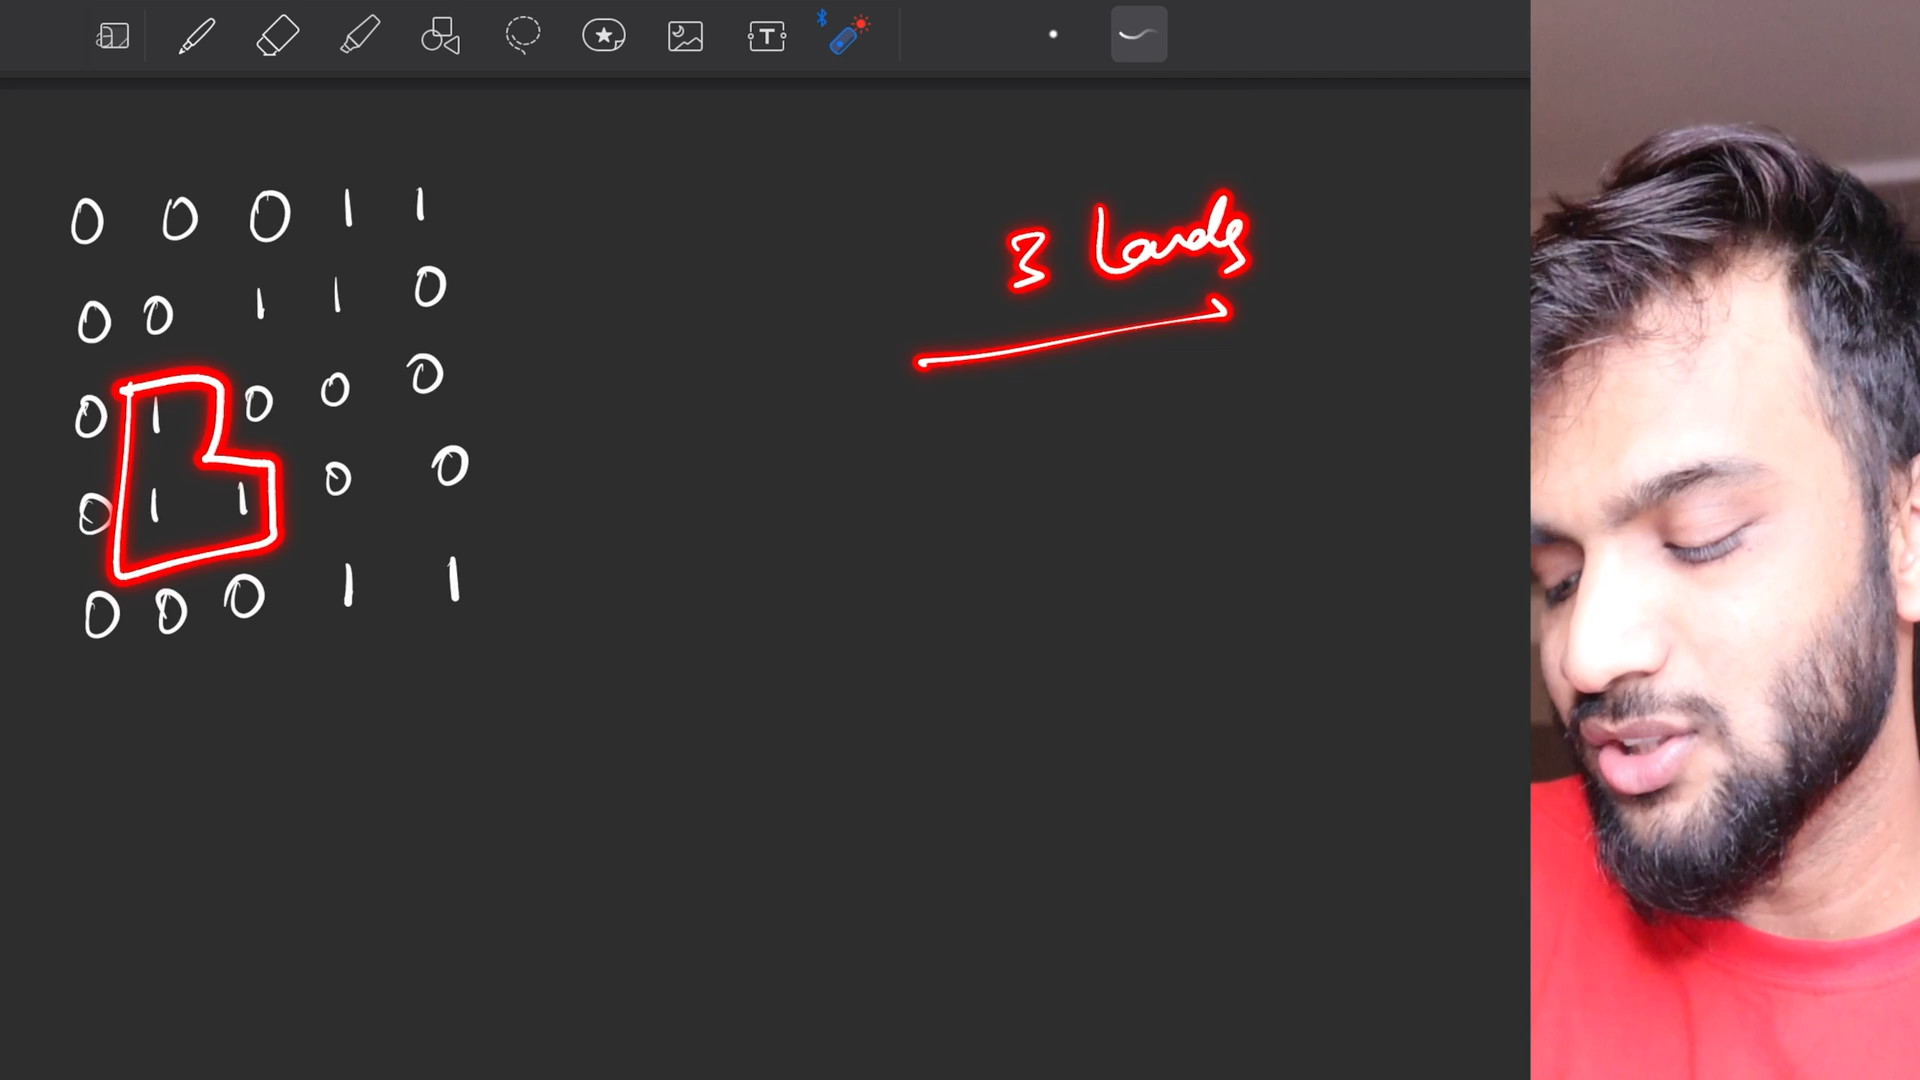 0 0 0 1 1
0 0 1 1 0
0 1 0 0 0
0 1 1 0 0
0 0 0 1 1
3 Lands